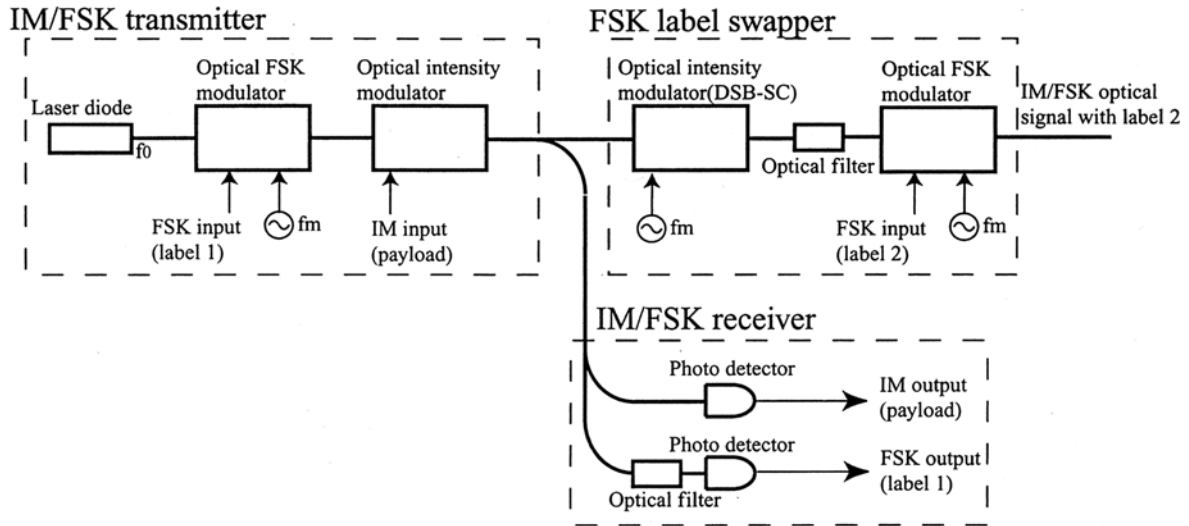 IM/FSK transmitter
Laser diode
f0
Optical FSK
modulator
Optical intensity
modulator
FSK input
(label 1)
fm
IM input
(payload)
FSK label swapper
Optical intensity
modulator(DSB-SC)
Optical filter
Optical FSK
modulator
fm
FSK input
(label 2)
fm
IM/FSK optical
signal with label 2
IM/FSK receiver
Photo detector
IM output
(payload)
Photo detector
Optical filter
FSK output
(label 1)